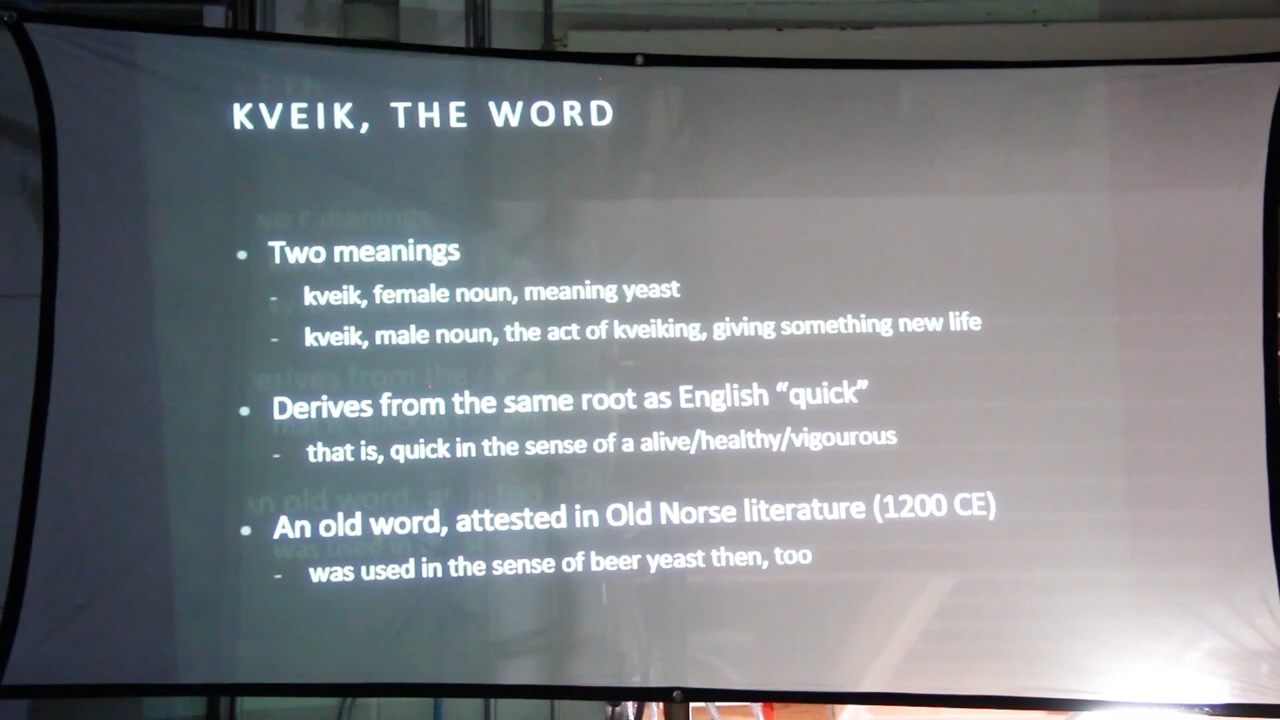 KVEIK, THE WORD
• Two meanings
- kveik, female noun, meaning yeast
- kveik, male noun, the act of kveiking, giving something new life
• Derives from the same root as English “quick”
- that is, quick in the sense of a alive/healthy/vigourous
• An old word, attested in Old Norse literature (1200 CE)
- was used in the sense of beer yeast then, too